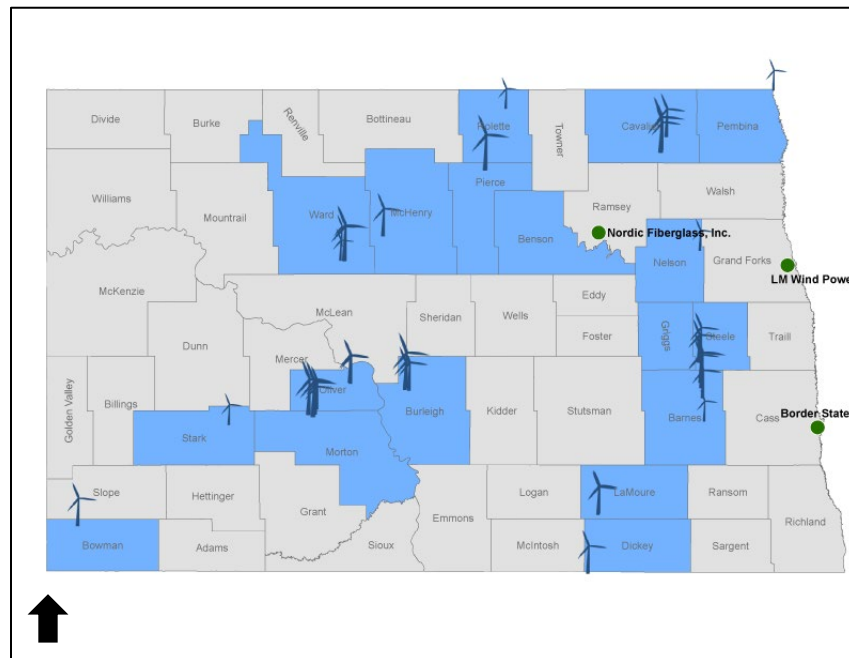 Divide
Burke
Renville
Bottineau
Rolette
Towner
Cavalier
Pembina
Williams
Mountrail
Ward
McHenry
Pierce
Benson
Ramsey
Walsh
Nordic Fiberglass, Inc.
Nelson
Grand Forks
LM Wind Powe
McKenzie
McLean
Sheridan
Wells
Eddy
Foster
Griggs
Steele
Traill
Dunn
Mercer
Oliver
Burleigh
Kidder
Stutsman
Barnes
Cass
Border State
Golden Valley
Billings
Stark
Morton
Slope
Hettinger
Grant
Emmons
Logan
LaMoure
Ransom
Richland
Bowman
Adams
Sioux
McIntosh
Dickey
Sargent